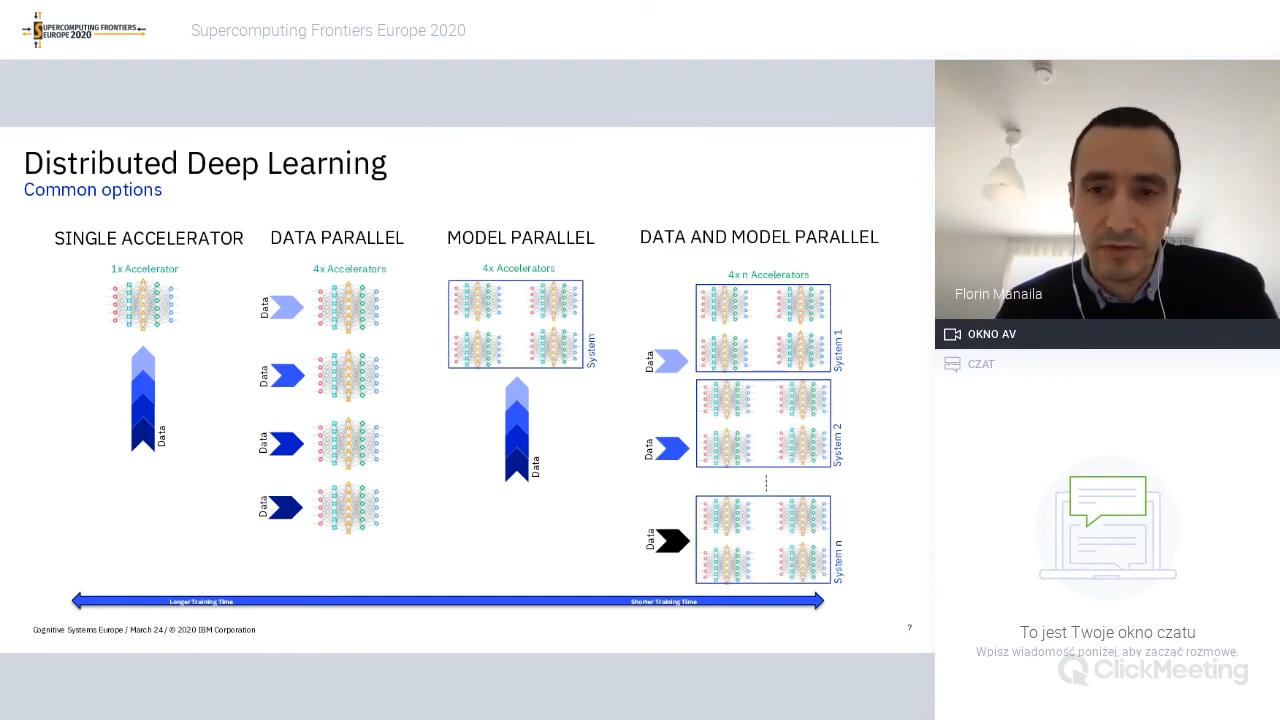 SUPERCOMPUTING FRONTIERS
EUROPE 2020
Supercomputing Frontiers Europe 2020
Distributed Deep Learning
Common options
SINGLE ACCELERATOR
1x Accelerator
Data
DATA PARALLEL
4x Accelerators
Data
Data
Data
Data
MODEL PARALLEL
4x Accelerators
System
Data
DATA AND MODEL PARALLEL
4x n Accelerators
Data
System 1
Data
System 2
Data
System n
Longer Training Time
Shorter Training Time
Cognitive Systems Europe / March 24 / © 2020 IBM Corporation
7
Florin Manaila
OKNO AV
CZAT
To jest Twoje okno czatu
Wpisz wiadomość poniżej, aby zacząć rozmowę.
ClickMeeting